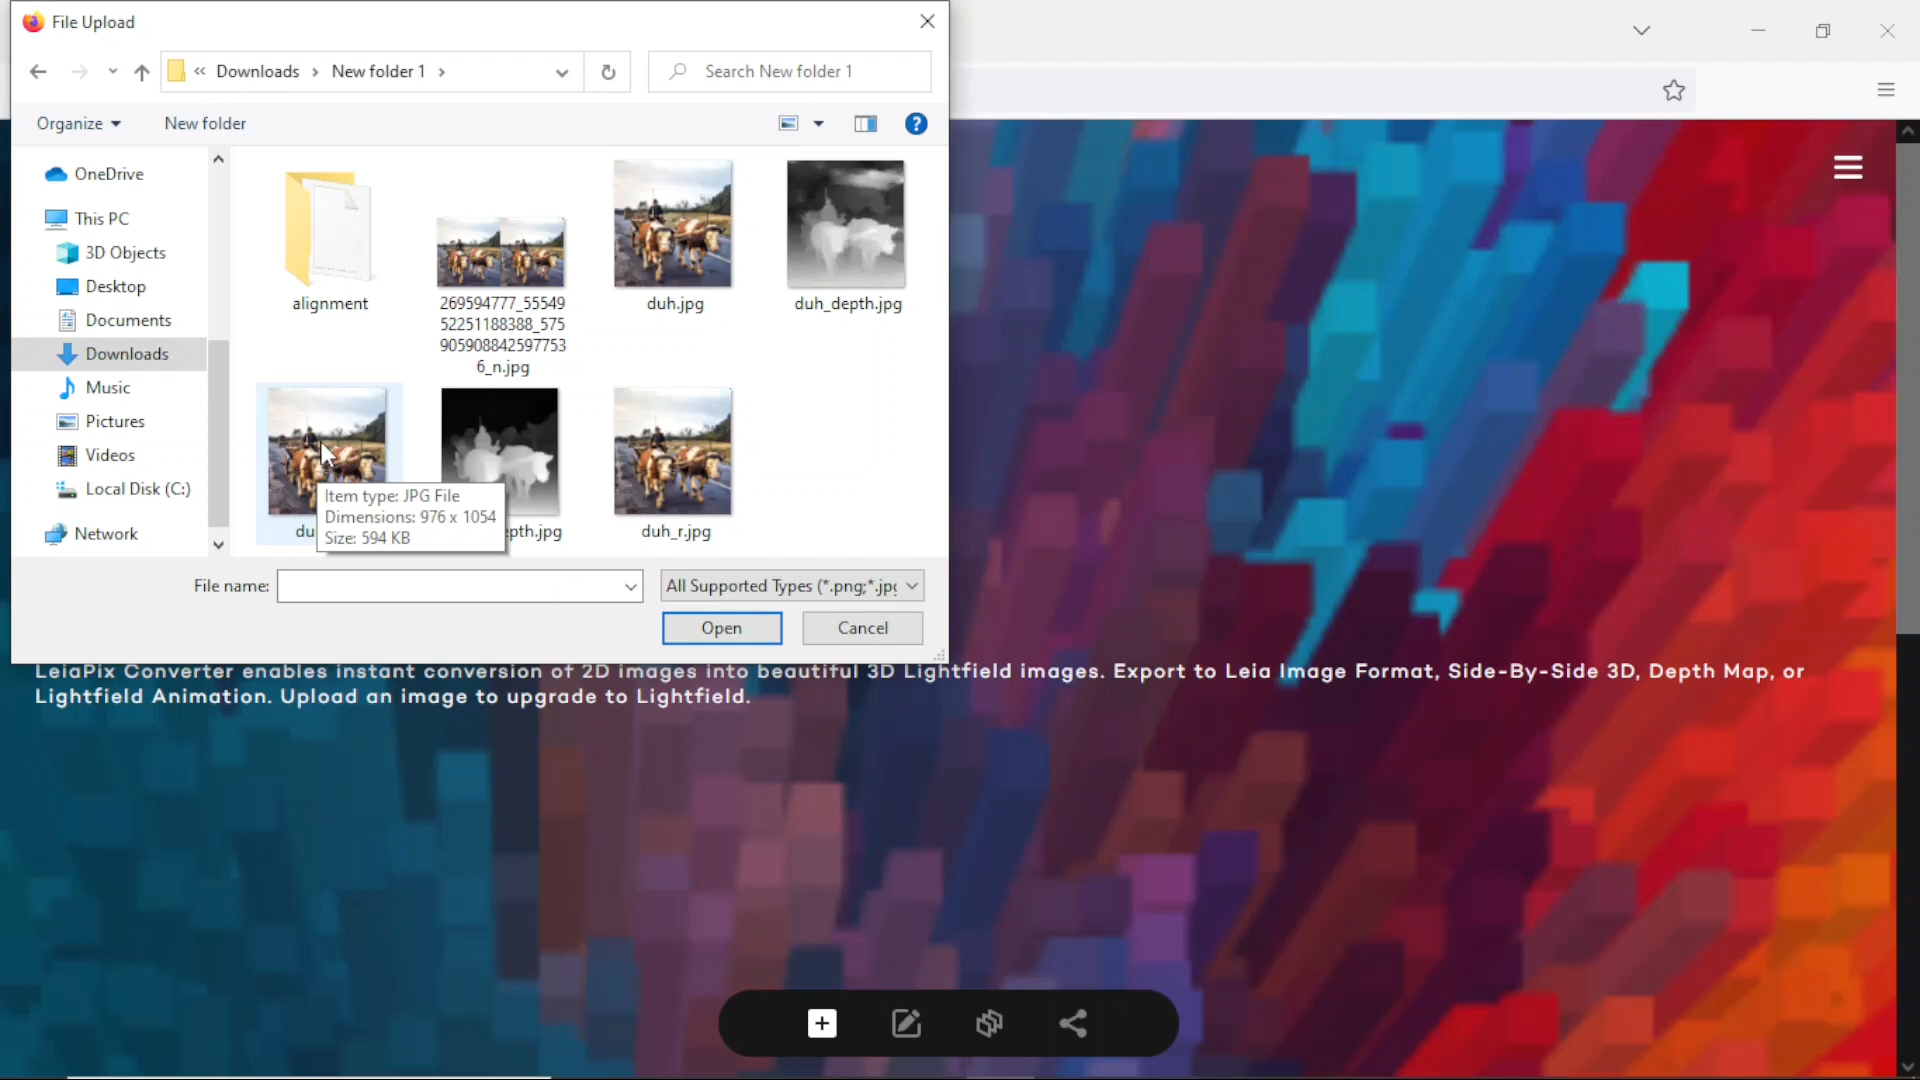 File Upload
Downloads
New folder 1
Search New folder 1
Organize
New folder
OneDrive
This PC
3D Objects
Desktop
Documents
Downloads
Music
Pictures
Videos
Local Disk (C:)
Network
alignment
269594777_55549
52251188388_575
905908842597753
6_n.jpg
duh.jpg
duh_depth.jpg
du
pth.jpg
duh_r.jpg
Item type: JPG File
Dimensions: 976 x 1054
Size: 594 KB
File name:
All Supported Types (*.png;*.jpg
Open
Cancel
LeiaPix Converter enables instant conversion of 2D images into beautiful 3D Lightfield images. Export to Leia Image Format, Side-By-Side 3D, Depth Map, or
Lightfield Animation. Upload an image to upgrade to Lightfield.